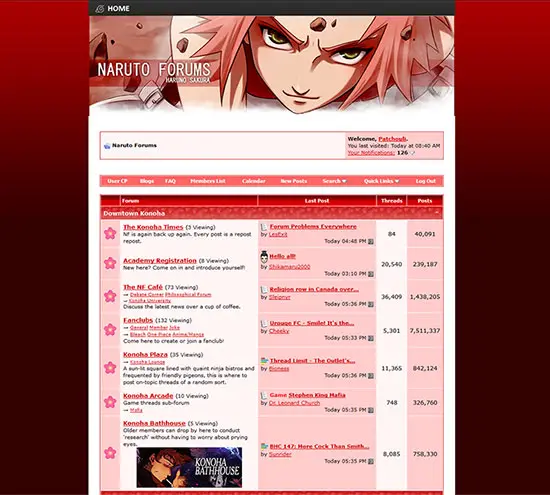 HOME
NARUTO FORUMS
HARUNO SAKURA
Naruto Forums
Welcome, Patchouli.
You last visited: Today at 08:40 AM
Your Notifications: 126
User CP Blogs FAQ Members List Calendar New Posts Search Quick Links Log Out
Forum Last Post Threads Posts
Downtown Konoha
The Konoha Times (3 Viewing)
NF is again back up again. Every post is a repost
repost.
Forum Problems Everywhere
by LesExit
Today 04:48 PM
84 40,091
Academy Registration (8 Viewing)
New here? Come on in and introduce yourself!
Hello all!
by Shikamaru2000
Today 03:10 PM
20,540 239,187
The NF Café (73 Viewing)
→ Debate Corner Philosophical Forum
→ Konoha University
Discuss the latest news over a cup of coffee.
Religion row in Canada over...
by Sleipnyr
Today 05:36 PM
36,409 1,438,205
Fanclubs (132 Viewing)
→ General Member Joke
→ Bleach One Piece Anime/Manga
Come here to create or join a fanclub!
Uruguo FC - Smile! It's the...
by Cheeky
Today 05:33 PM
5,301 7,511,337
Konoha Plaza (35 Viewing)
→ Konoha Lounge
A sun-lit square lined with quaint ninja bistros and
frequented by friendly pigeons, this is where to
post on-topic threads of a random sort.
Thread Limit - The Outlet's...
by Bioness
Today 05:36 PM
11,365 842,124
Konoha Arcade (10 Viewing)
Game threads sub-forum
→ Mafia
Game Stephen King Mafia
by Dr. Leonard Church
Today 05:35 PM
748 326,760
Konoha Bathhouse (5 Viewing)
Older members can drop by here to conduct
'research' without having to worry about prying
eyes.
KONOHA
BATHHOUSE
BHC 147: More Cock Than Smith...
by Sunrider
Today 05:35 PM
8,085 758,330